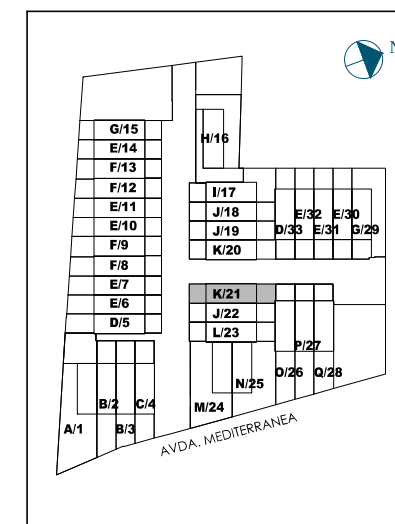 N
G/15
E/14
F/13
F/12
E/11
E/10
F/9
F/8
E/7
E/6
D/5
H/16
I/17
J/18
J/19
K/20
E/32 E/30
D/33 E/31 G/29
K/21
J/22
L/23
P/27
O/26 Q/28
N/25
M/24
B/2 C/4
A/1 B/3
AVDA. MEDITERRANEA